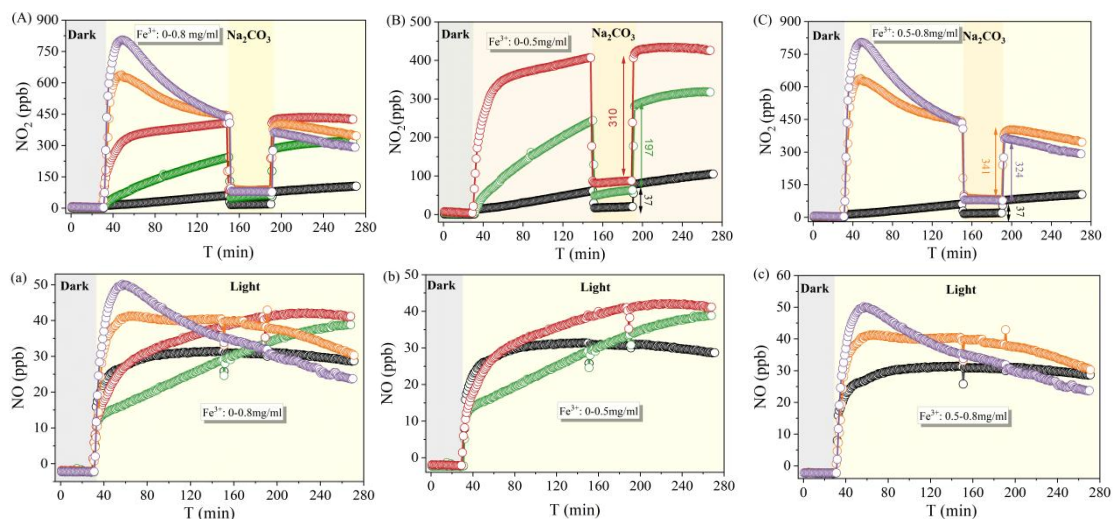 (A)
Dark
Fe³⁺: 0-0.8 mg/ml
Na₂CO₃
NO₂ (ppb)
900
750
600
450
300
150
0
0 40 80 120 160 200 240 280
T (min)
(B)
Dark
Na₂CO₃
Fe³⁺: 0-0.5mg/ml
NO₂ (ppb)
500
400
300
200
100
0
310
197
37
0 40 80 120 160 200 240 280
T (min)
(C)
Dark
Fe³⁺: 0.5-0.8mg/ml
Na₂CO₃
NO₂ (ppb)
900
750
600
450
300
150
0
341
324
37
0 40 80 120 160 200 240 280
T (min)
(a)
Dark
Light
NO (ppb)
50
40
30
20
10
0
Fe³⁺: 0-0.8mg/ml
0 40 80 120 160 200 240 280
T (min)
(b)
Dark
Light
NO (ppb)
50
40
30
20
10
0
Fe³⁺: 0-0.5mg/ml
0 40 80 120 160 200 240 280
T (min)
(c)
Dark
Light
NO (ppb)
60
50
40
30
20
10
0
Fe³⁺: 0.5-0.8mg/ml
0 40 80 120 160 200 240 280
T (min)